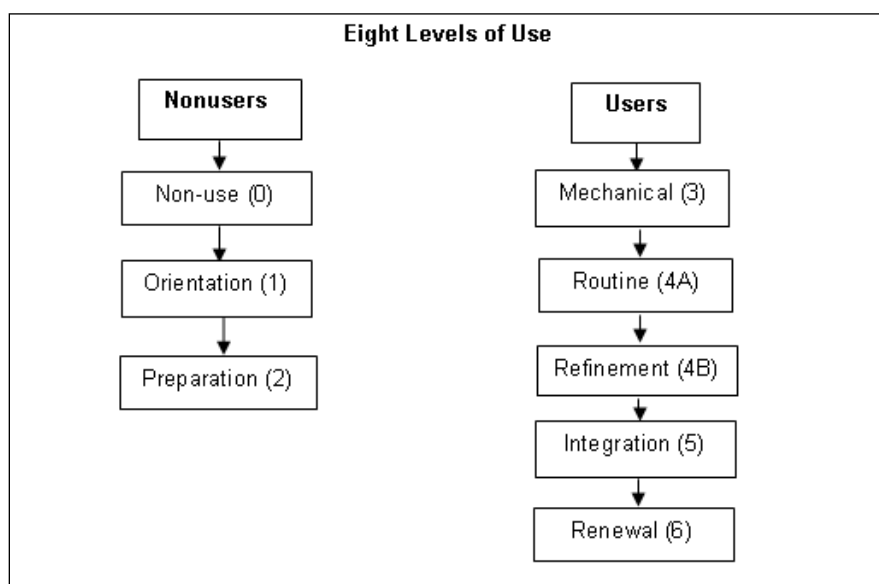 Eight Levels of Use
Nonusers
Non-use (0)
Orientation (1)
Preparation (2)
Users
Mechanical (3)
Routine (4A)
Refinement (4B)
Integration (5)
Renewal (6)